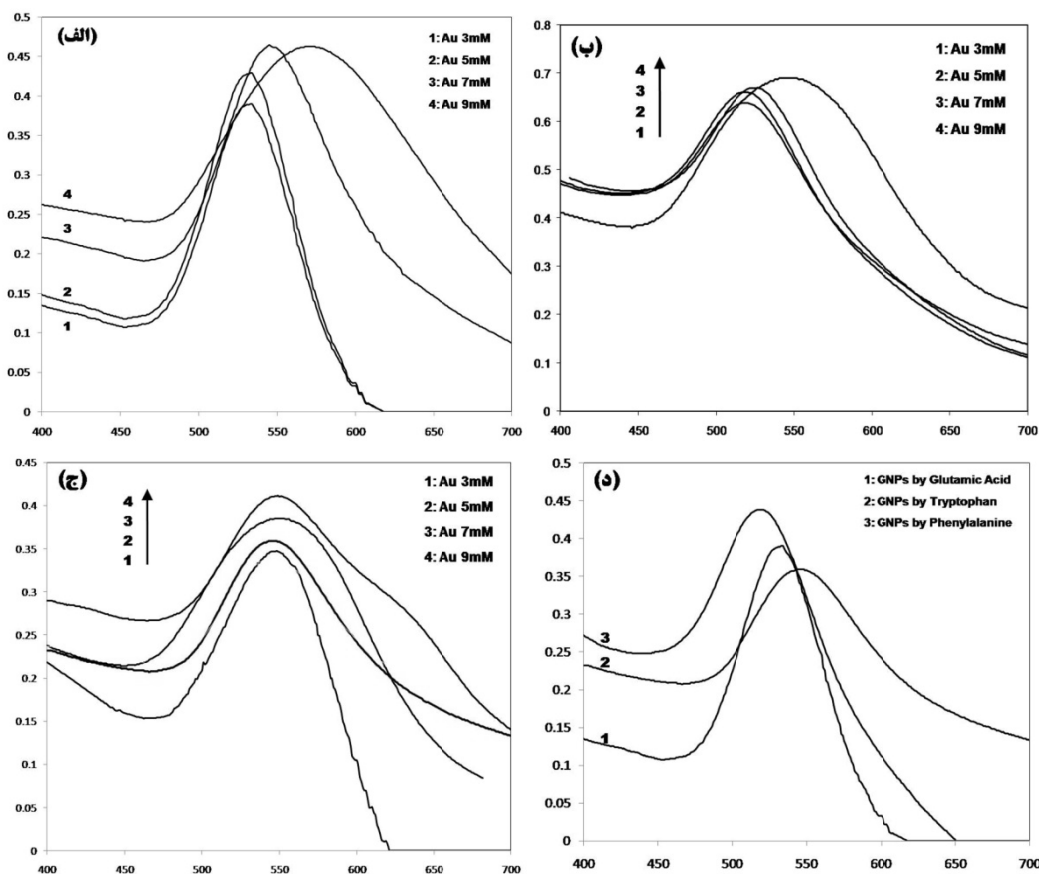 (الف)
1: Au 3mM
2: Au 5mM
3: Au 7mM
4: Au 9mM
0.5
0.45
0.4
0.35
0.3
0.25
0.2
0.15
0.1
0.05
0
4
3
2
1
400 450 500 550 600 650 700
(ب)
1: Au 3mM
2: Au 5mM
3: Au 7mM
4: Au 9mM
4
3
2
1
0.8
0.7
0.6
0.5
0.4
0.3
0.2
0.1
0
400 450 500 550 600 650 700
(ج)
1: Au 3mM
2: Au 5mM
3: Au 7mM
4: Au 9mM
4
3
2
1
0.45
0.4
0.35
0.3
0.25
0.2
0.15
0.1
0.05
0
400 450 500 550 600 650 700
(د)
1: GNPs by Glutamic Acid
2: GNPs by Tryptophan
3: GNPs by Phenylalanine
0.5
0.45
0.4
0.35
0.3
0.25
0.2
0.15
0.1
0.05
0
3
2
1
400 450 500 550 600 650 700